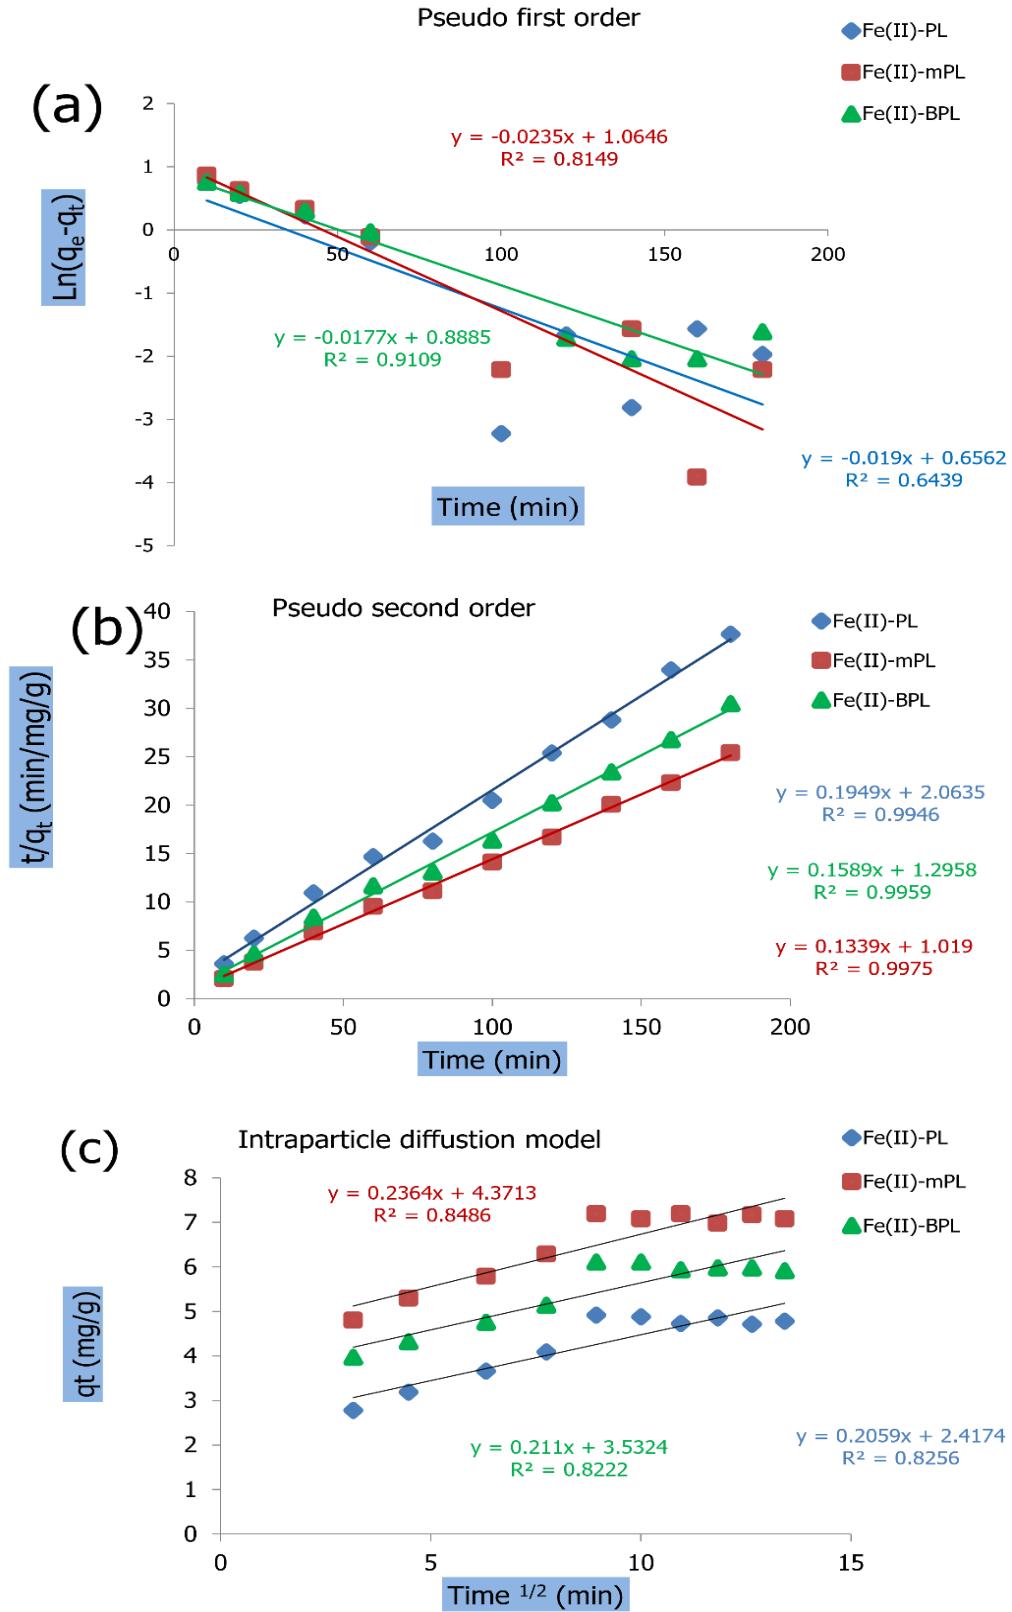 Pseudo first order
Fe(II)-PL
Fe(II)-mPL
Fe(II)-BPL
(a)
y = -0.0235x + 1.0646
R² = 0.8149
2
1
0
-1
-2
-3
-4
-5
0
50
100
150
200
Ln(qe-qt)
y = -0.0177x + 0.8885
R² = 0.9109
y = -0.019x + 0.6562
R² = 0.6439
Time (min)
(b)
Pseudo second order
Fe(II)-PL
Fe(II)-mPL
Fe(II)-BPL
40
35
30
25
20
15
10
5
0
t/qt (min/mg/g)
y = 0.1949x + 2.0635
R² = 0.9946
y = 0.1589x + 1.2958
R² = 0.9959
y = 0.1339x + 1.019
R² = 0.9975
0
50
100
150
200
Time (min)
(c)
Intraparticle diffustion model
Fe(II)-PL
Fe(II)-mPL
Fe(II)-BPL
y = 0.2364x + 4.3713
R² = 0.8486
8
7
6
5
4
3
2
1
0
qt (mg/g)
y = 0.211x + 3.5324
R² = 0.8222
y = 0.2059x + 2.4174
R² = 0.8256
0
5
10
15
Time 1/2 (min)